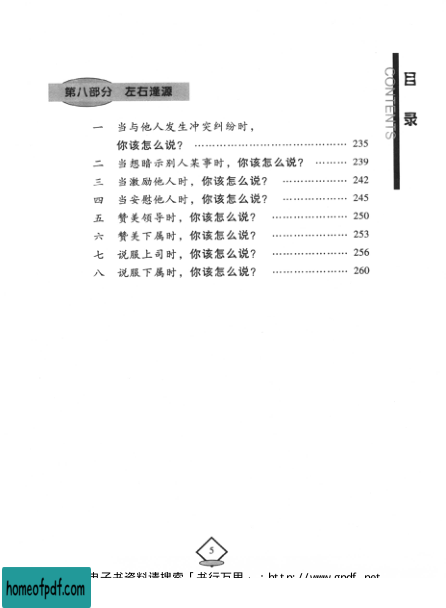 目录
CONTENTS
第八部分 左右逢源
一 当与他人发生冲突纠纷时，
你该怎么说？ ………………………………… 235
二 当想暗示别人某事时，你该怎么说？ ……… 239
三 当激励他人时，你该怎么说？ ……………… 242
四 当安慰他人时，你该怎么说？ ……………… 245
五 赞美领导时，你该怎么说？ ………………… 250
六 赞美下属时，你该怎么说？ ………………… 253
七 说服上司时，你该怎么说？ ………………… 256
八 说服下属时，你该怎么说？ ………………… 260
5
电子书资料请搜索「书行万里」：http://www.gpdf.net
homeofpdf.com